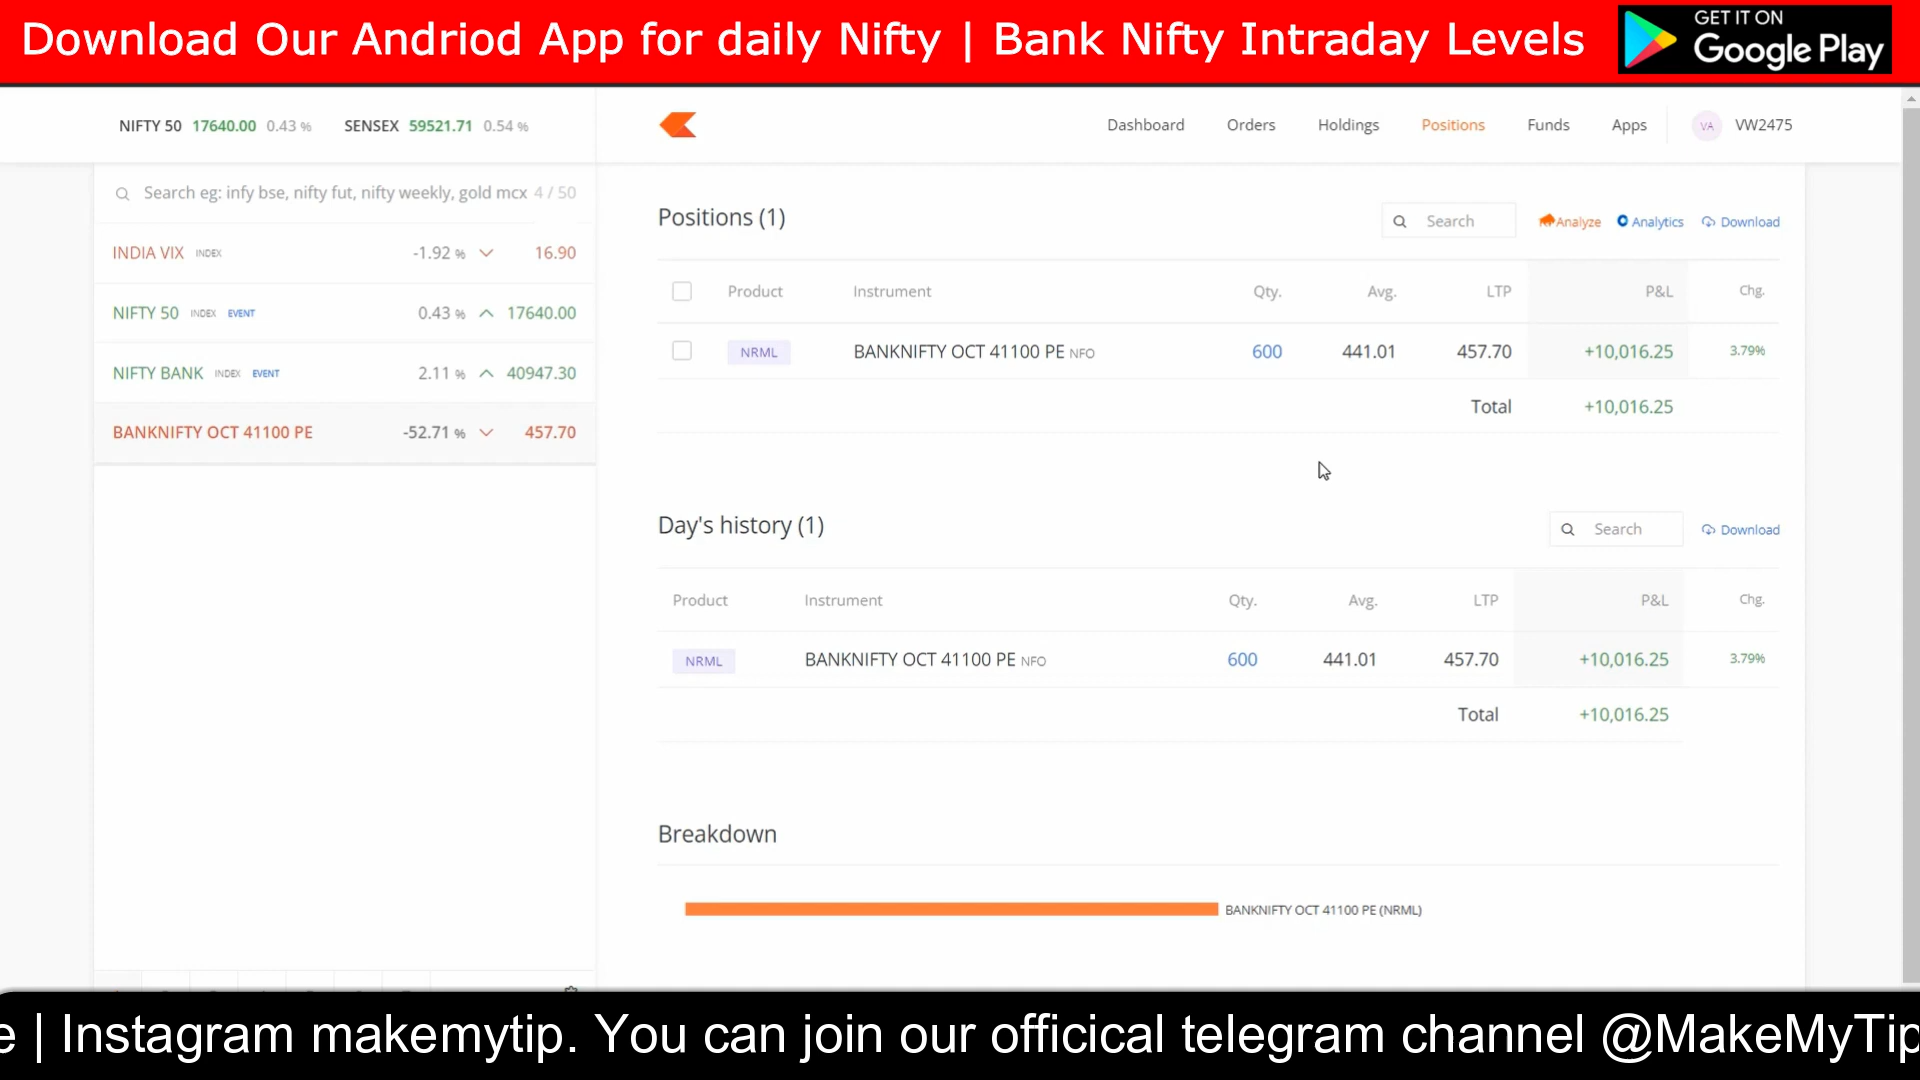 Download Our Andriod App for daily Nifty | Bank Nifty Intraday Levels
GET IT ON
Google Play
NIFTY 50 17640.00 0.43 % SENSEX 59521.71 0.54 %
Dashboard Orders Holdings Positions Funds Apps VA VW2475
Search eg: infy bse, nifty fut, nifty weekly, gold mcx 4 / 50
INDIA VIX INDEX -1.92 % 16.90
NIFTY 50 INDEX EVENT 0.43 % 17640.00
NIFTY BANK INDEX EVENT 2.11 % 40947.30
BANKNIFTY OCT 41100 PE -52.71 % 457.70
Positions (1) Search Analyze Analytics Download
Product Instrument Qty. Avg. LTP P&L Chg.
NRML BANKNIFTY OCT 41100 PE NFO 600 441.01 457.70 +10,016.25 3.79%
Total +10,016.25
Day's history (1) Search Download
Product Instrument Qty. Avg. LTP P&L Chg.
NRML BANKNIFTY OCT 41100 PE NFO 600 441.01 457.70 +10,016.25 3.79%
Total +10,016.25
Breakdown
BANKNIFTY OCT 41100 PE (NRML)
e | Instagram makemytip. You can join our officical telegram channel @MakeMyTip